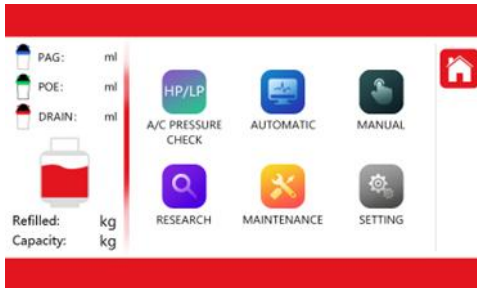 PAG: ml
POE: ml
DRAIN: ml
Refilled: kg
Capacity: kg
HP/LP
A/C PRESSURE
CHECK
AUTOMATIC
MANUAL
RESEARCH
MAINTENANCE
SETTING